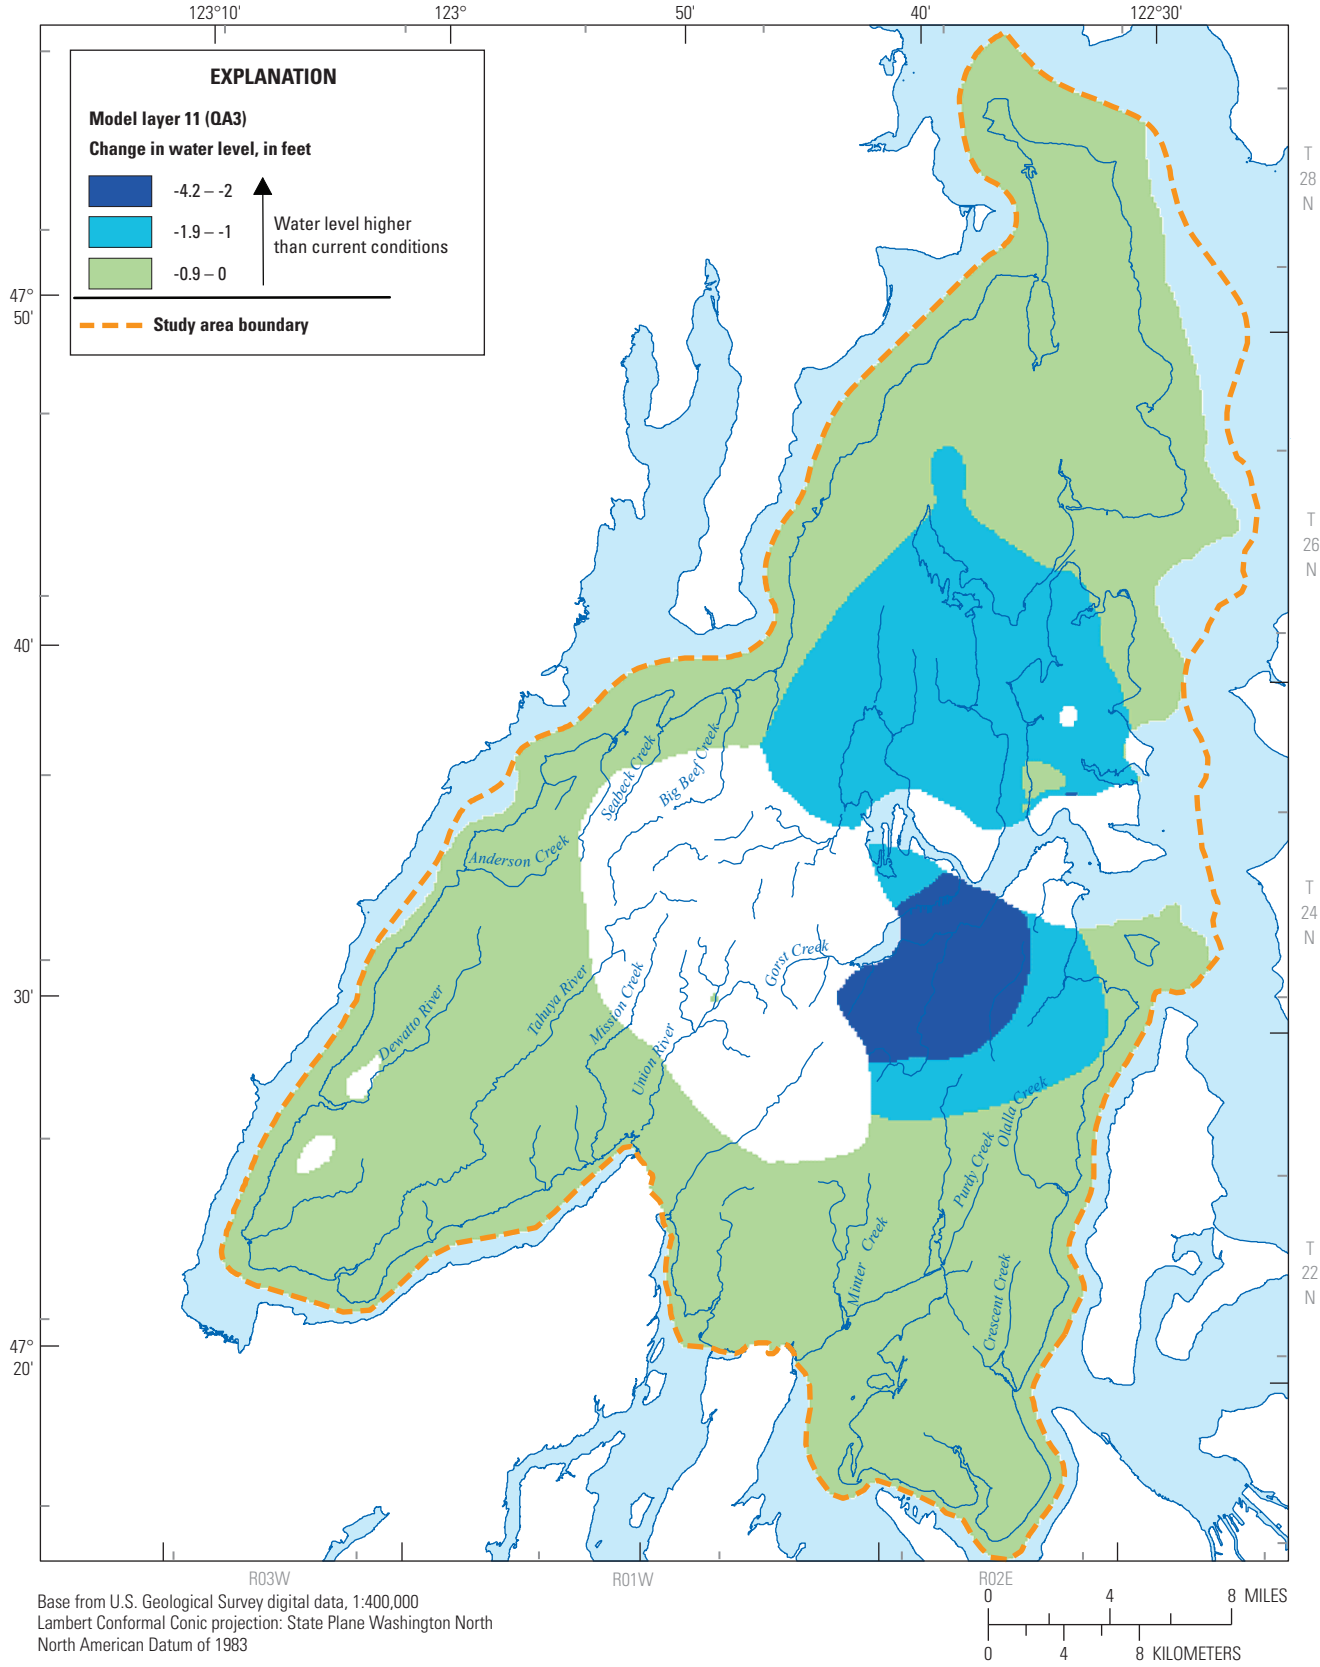 123°10'
123°
50'
40'
122°30'
EXPLANATION
Model layer 11 (QA3)
Change in water level, in feet
-4.2 – -2
-1.9 – -1
-0.9 – 0
Water level higher
than current conditions
Study area boundary
T
28
N
47°
50'
T
26
N
40'
Seabeck Creek
Big Beef Creek
Anderson Creek
T
24
N
Gorst Creek
30'
Dewatto River
Tahuya River
Mission Creek
Union River
Olalla Creek
Purdy Creek
Minter Creek
Crescent Creek
T
22
N
47°
20'
R03W
R01W
R02E
Base from U.S. Geological Survey digital data, 1:400,000
Lambert Conformal Conic projection: State Plane Washington North
North American Datum of 1983
0 4 8 MILES
0 4 8 KILOMETERS